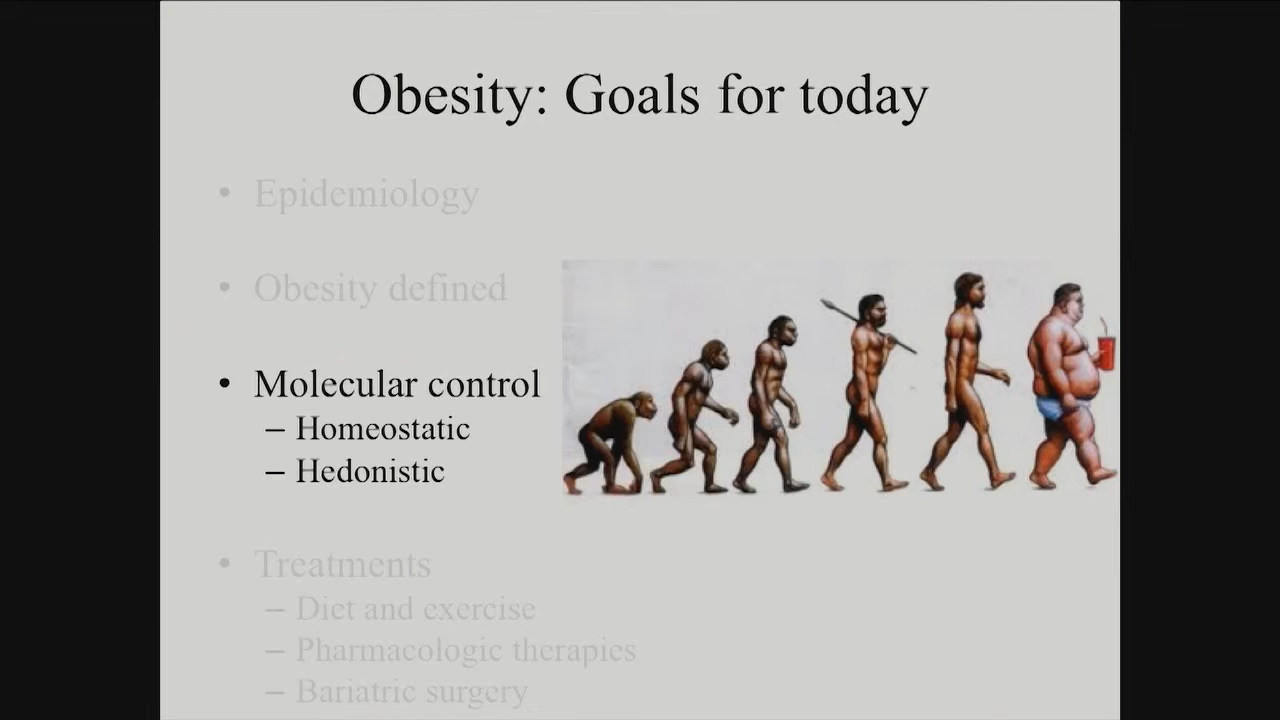 Obesity: Goals for today
• Epidemiology
• Obesity defined
• Molecular control
– Homeostatic
– Hedonistic
• Treatments
– Diet and exercise
– Pharmacologic therapies
– Bariatric surgery